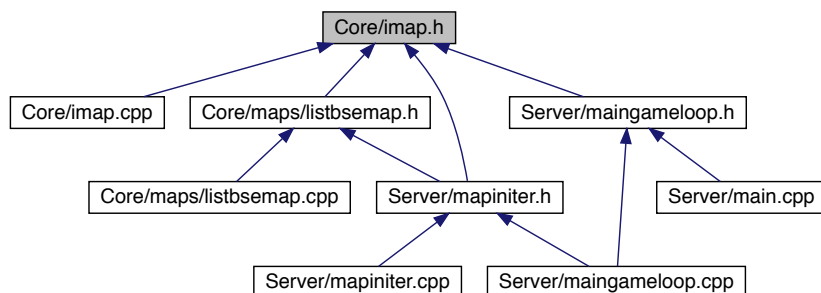 Core/imap.h
Core/imap.cpp
Core/maps/listbsemap.h
Server/maingameloop.h
Core/maps/listbsemap.cpp
Server/mapiniter.h
Server/main.cpp
Server/mapiniter.cpp
Server/maingameloop.cpp